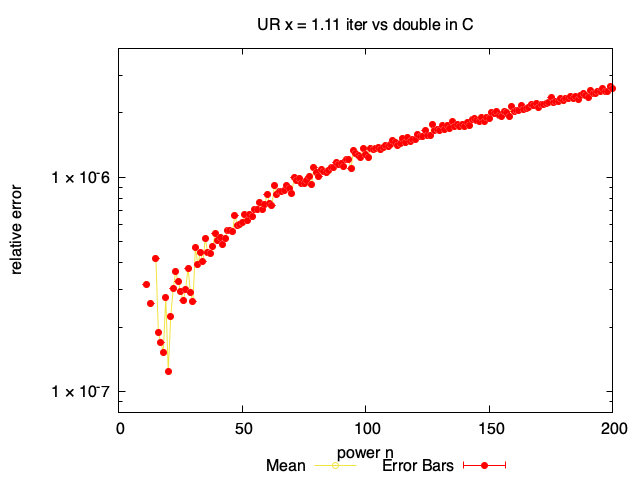 UR x = 1.11 iter vs double in C
relative error
1 × 10-6
1 × 10-7
0 50 100 150 200
power n
Mean Error Bars